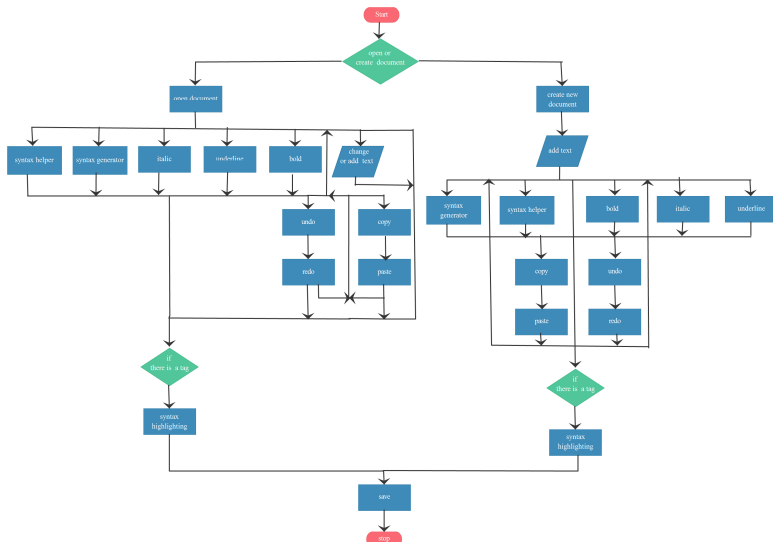 Start
open or
create document
open document
create new
document
syntax helper
syntax generator
italic
underline
bold
change
or add text
add text
syntax
generator
syntax helper
bold
italic
underline
undo
copy
redo
paste
copy
undo
paste
redo
if
there is a tag
if
there is a tag
syntax
highlighting
syntax
highlighting
save
stop